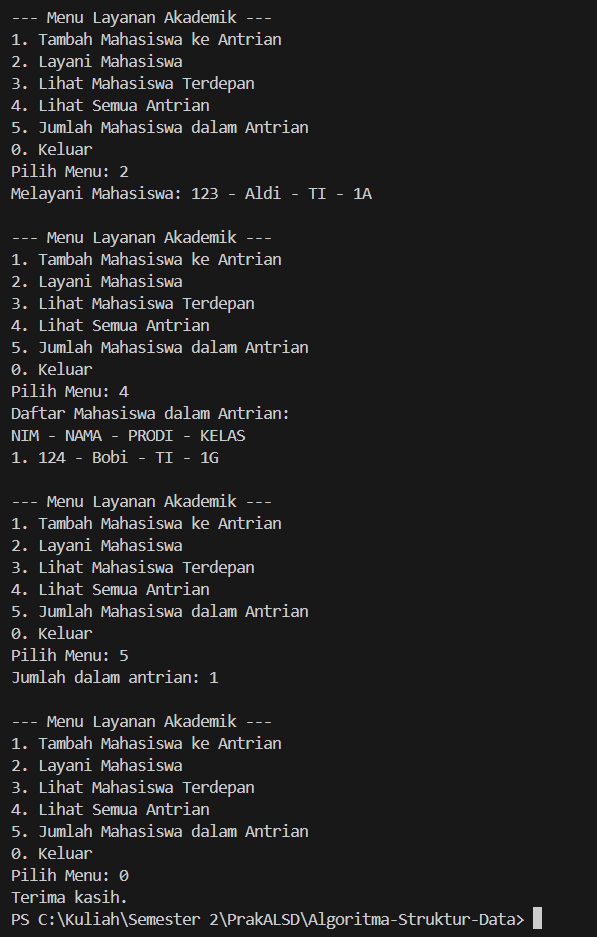 --- Menu Layanan Akademik ---
1. Tambah Mahasiswa ke Antrian
2. Layani Mahasiswa
3. Lihat Mahasiswa Terdepan
4. Lihat Semua Antrian
5. Jumlah Mahasiswa dalam Antrian
0. Keluar
Pilih Menu: 2
Melayani Mahasiswa: 123 - Aldi - TI - 1A

--- Menu Layanan Akademik ---
1. Tambah Mahasiswa ke Antrian
2. Layani Mahasiswa
3. Lihat Mahasiswa Terdepan
4. Lihat Semua Antrian
5. Jumlah Mahasiswa dalam Antrian
0. Keluar
Pilih Menu: 4
Daftar Mahasiswa dalam Antrian:
NIM - NAMA - PRODI - KELAS
1. 124 - Bobi - TI - 1G

--- Menu Layanan Akademik ---
1. Tambah Mahasiswa ke Antrian
2. Layani Mahasiswa
3. Lihat Mahasiswa Terdepan
4. Lihat Semua Antrian
5. Jumlah Mahasiswa dalam Antrian
0. Keluar
Pilih Menu: 5
Jumlah dalam antrian: 1

--- Menu Layanan Akademik ---
1. Tambah Mahasiswa ke Antrian
2. Layani Mahasiswa
3. Lihat Mahasiswa Terdepan
4. Lihat Semua Antrian
5. Jumlah Mahasiswa dalam Antrian
0. Keluar
Pilih Menu: 0
Terima kasih.
PS C:\Kuliah\Semester 2\PrakALSD\Algoritma-Struktur-Data>